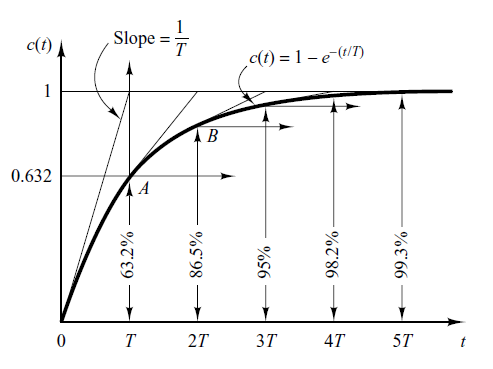 c(t)
Slope = 1/T
c(t) = 1 – e^–(t/T)
1
B
0.632
A
63.2%
86.5%
95%
98.2%
99.3%
0
T
2T
3T
4T
5T
t